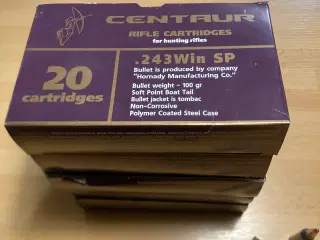 CENTAUR
RIFLE CARTRIDGES
for hunting rifles
20
cartridges
.243Win SP
Bullet is produced by company
"Hornady Manufacturing Co."
Bullet weight - 100 gr
Soft Point Boat Tail
Bullet jacket is tombac
Non-Corrosive
Polymer Coated Steel Case